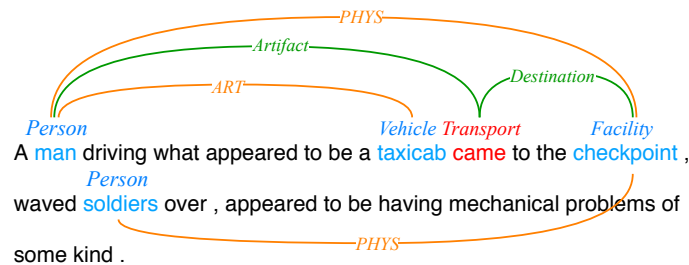 PHYS
Artifact
Destination
ART
Person Vehicle Transport Facility
A man driving what appeared to be a taxicab came to the checkpoint ,
Person
waved soldiers over , appeared to be having mechanical problems of
PHYS
some kind .